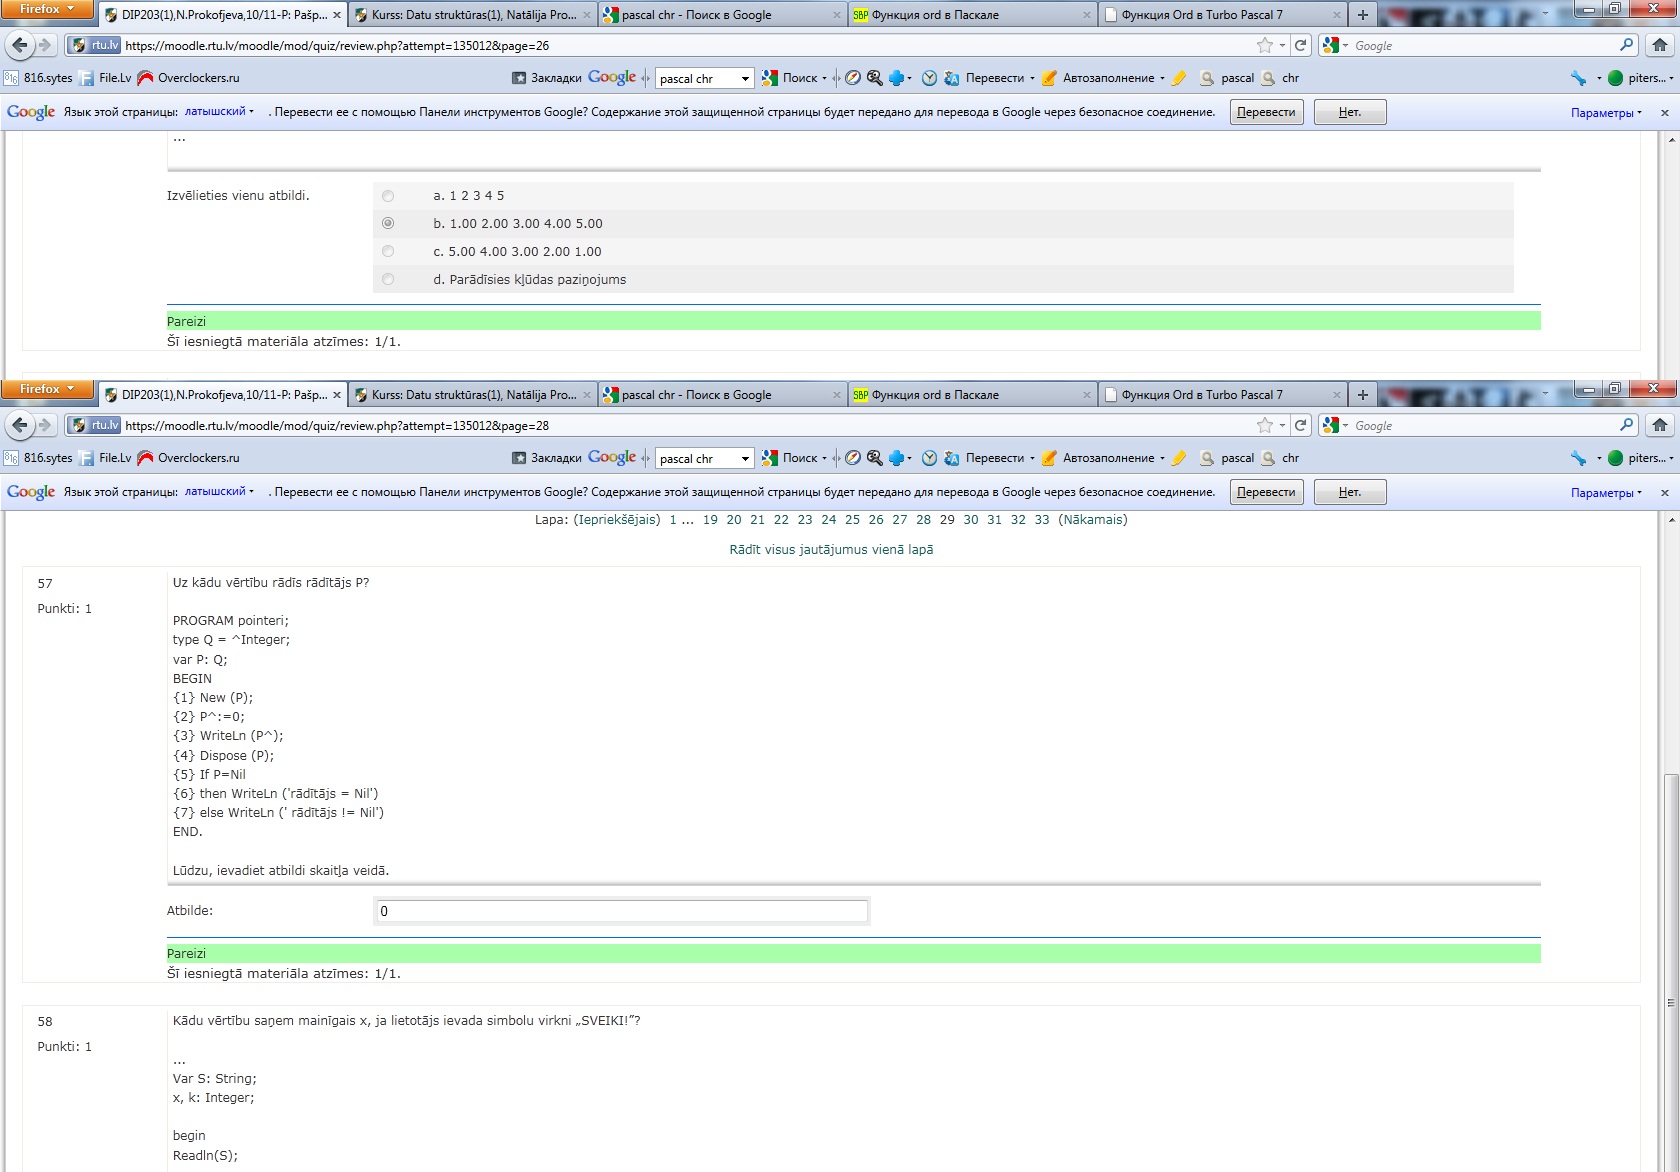 Firefox
DIP203(1),N.Prokofjeva,10/11-P: Pašp...
Kurss: Datu struktūras(1), Natālija Pro...
pascal chr - Поиск в Google
SBP Функция ord в Паскале
Функция Ord в Turbo Pascal 7
rtu.lv https://moodle.rtu.lv/moodle/mod/quiz/review.php?attempt=135012&page=26
Google
816.sytes File.Lv Overclockers.ru Закладки Google pascal chr Поиск Перевести Автозаполнение pascal chr piters...
Google Язык этой страницы: латышский . Перевести ее с помощью Панели инструментов Google? Содержание этой защищенной страницы будет передано для перевода в Google через безопасное соединение. Перевести Нет. Параметры
...
Izvēlieties vienu atbildi.
a. 1 2 3 4 5
b. 1.00 2.00 3.00 4.00 5.00
c. 5.00 4.00 3.00 2.00 1.00
d. Parādīsies kļūdas paziņojums
Pareizi
Šī iesniegtā materiāla atzīmes: 1/1.
Firefox
DIP203(1),N.Prokofjeva,10/11-P: Pašp...
Kurss: Datu struktūras(1), Natālija Pro...
pascal chr - Поиск в Google
SBP Функция ord в Паскале
Функция Ord в Turbo Pascal 7
rtu.lv https://moodle.rtu.lv/moodle/mod/quiz/review.php?attempt=135012&page=28
Google
816.sytes File.Lv Overclockers.ru Закладки Google pascal chr Поиск Перевести Автозаполнение pascal chr piters...
Google Язык этой страницы: латышский . Перевести ее с помощью Панели инструментов Google? Содержание этой защищенной страницы будет передано для перевода в Google через безопасное соединение. Перевести Нет. Параметры
Lapa: (Iepriekšējais) 1 ... 19 20 21 22 23 24 25 26 27 28 29 30 31 32 33 (Nākamais)
Rādīt visus jautājumus vienā lapā
57
Punkti: 1
Uz kādu vērtību rādīs rādītājs P?
PROGRAM pointeri;
type Q = ^Integer;
var P: Q;
BEGIN
{1} New (P);
{2} P^:=0;
{3} WriteLn (P^);
{4} Dispose (P);
{5} If P=Nil
{6} then WriteLn ('rādītājs = Nil')
{7} else WriteLn (' rādītājs != Nil')
END.
Lūdzu, ievadiet atbildi skaitļa veidā.
Atbilde: 0
Pareizi
Šī iesniegtā materiāla atzīmes: 1/1.
58
Punkti: 1
Kādu vērtību saņem mainīgais x, ja lietotājs ievada simbolu virkni „SVEIKI!”?
...
Var S: String;
x, k: Integer;
begin
Readln(S);